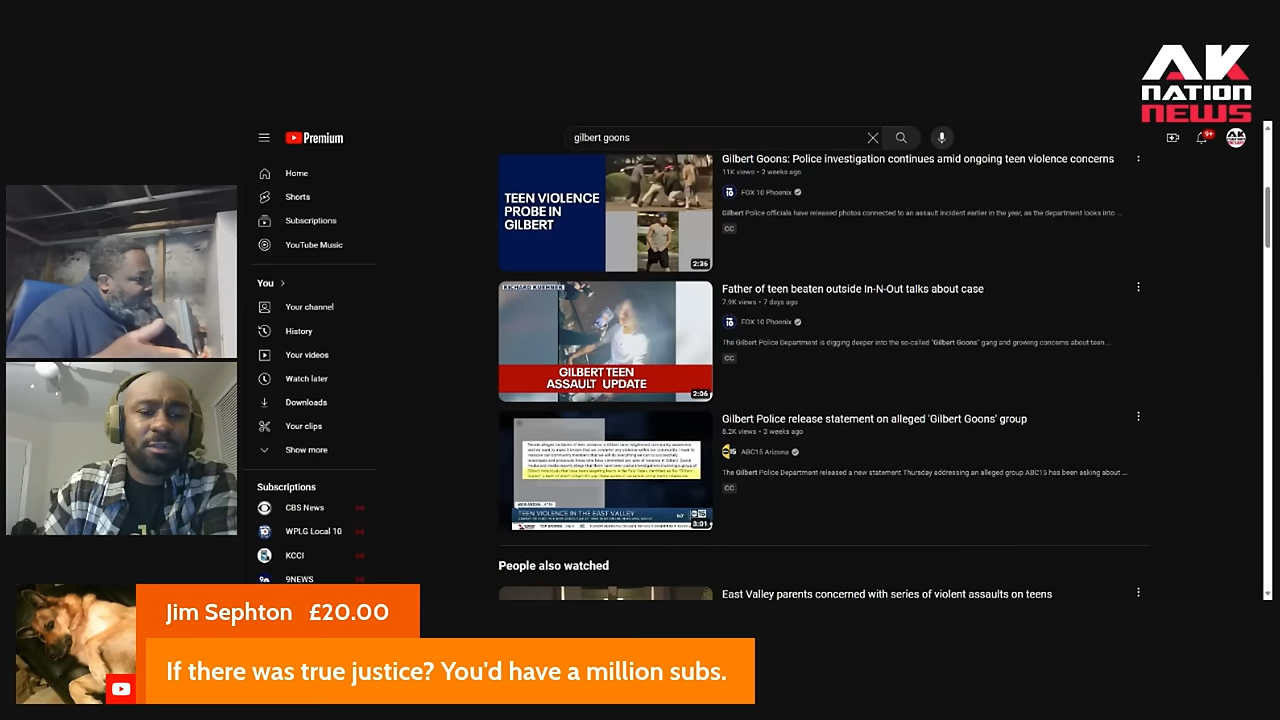 AK
NATION
NEWS
Premium
gilbert goons
9+
Home
Shorts
Subscriptions
YouTube Music
You
Your channel
History
Your videos
Watch later
Downloads
Your clips
Show more
Subscriptions
CBS News
WPLG Local 10
KCCI
9NEWS
TEEN VIOLENCE
PROBE IN
GILBERT
2:36
Gilbert Goons: Police investigation continues amid ongoing teen violence concerns
11K views • 2 weeks ago
FOX 10 Phoenix
Gilbert Police officials have released photos connected to an assault incident earlier in the year, as the department looks into ...
CC
RICHARD KUEHNER
GILBERT TEEN
ASSAULT UPDATE
2:06
Father of teen beaten outside In-N-Out talks about case
7.9K views • 7 days ago
FOX 10 Phoenix
The Gilbert Police Department is digging deeper into the so-called "Gilbert Goons" gang and growing concerns about teen ...
CC
TEEN VIOLENCE IN THE EAST VALLEY
3:01
Gilbert Police release statement on alleged 'Gilbert Goons' group
8.2K views • 3 weeks ago
ABC15 Arizona
The Gilbert Police Department released a new statement Thursday addressing an alleged group ABC15 has been asking about ...
CC
People also watched
East Valley parents concerned with series of violent assaults on teens
Jim Sephton £20.00
If there was true justice? You'd have a million subs.